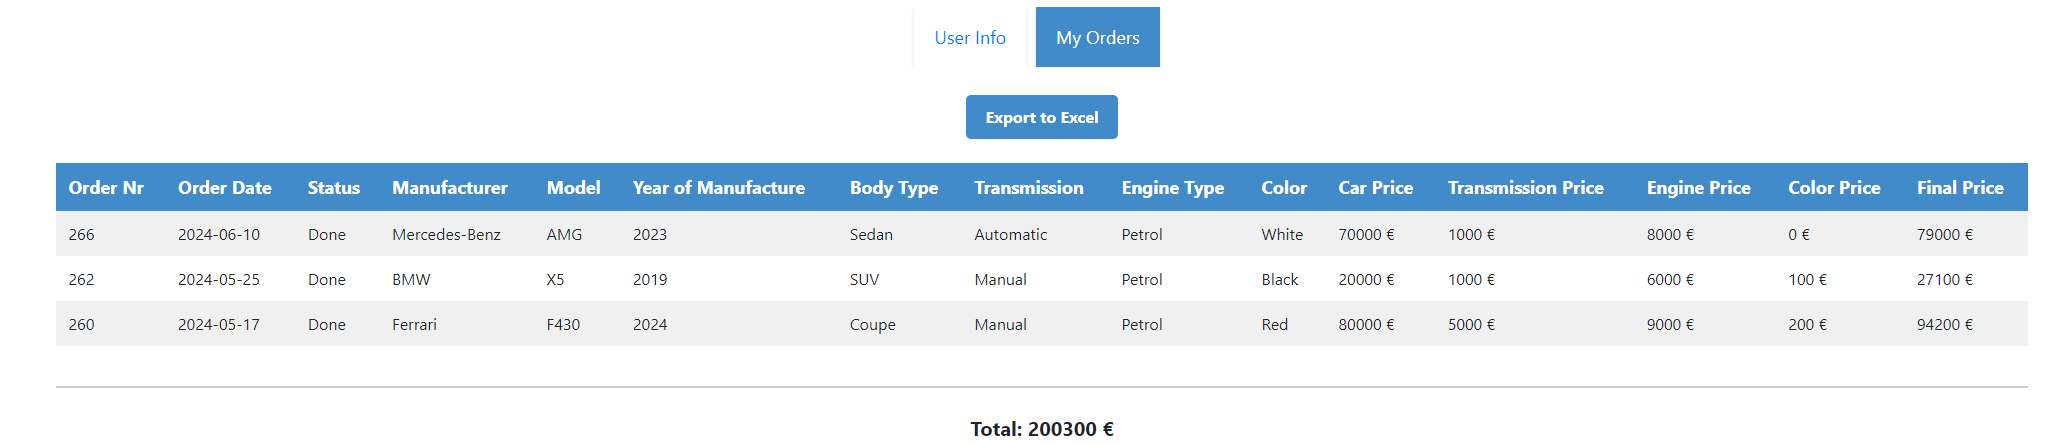 User Info My Orders
Export to Excel
Order Nr Order Date Status Manufacturer Model Year of Manufacture Body Type Transmission Engine Type Color Car Price Transmission Price Engine Price Color Price Final Price
266 2024-06-10 Done Mercedes-Benz AMG 2023 Sedan Automatic Petrol White 70000 € 1000 € 8000 € 0 € 79000 €
262 2024-05-25 Done BMW X5 2019 SUV Manual Petrol Black 20000 € 1000 € 6000 € 100 € 27100 €
260 2024-05-17 Done Ferrari F430 2024 Coupe Manual Petrol Red 80000 € 5000 € 9000 € 200 € 94200 €
Total: 200300 €